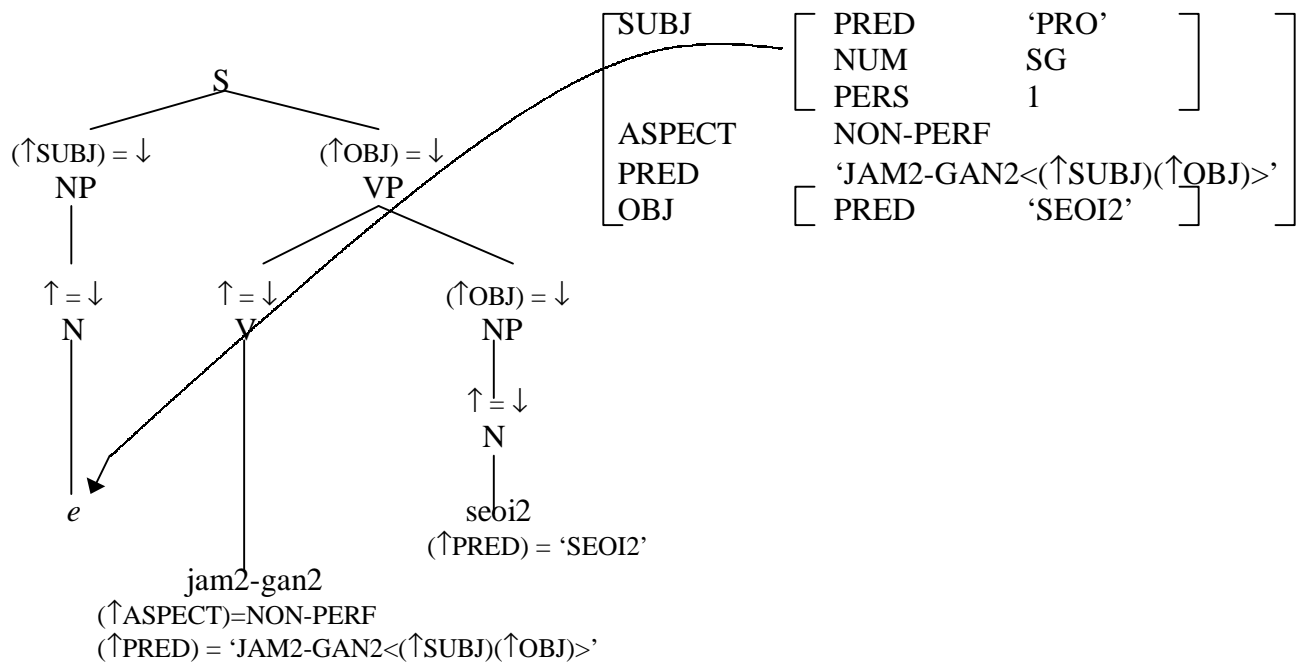 S
(↑SUBJ) = ↓ (↑OBJ) = ↓
NP VP
↑ = ↓ ↑ = ↓ (↑OBJ) = ↓
N V NP
↑ = ↓
N
e seoi2
(↑PRED) = ‘SEOI2’
jam2-gan2
(↑ASPECT)=NON-PERF
(↑PRED) = ‘JAM2-GAN2<(↑SUBJ)(↑OBJ)>’
SUBJ PRED ‘PRO’
NUM SG
PERS 1
ASPECT NON-PERF
PRED ‘JAM2-GAN2<(↑SUBJ)(↑OBJ)>’
OBJ PRED ‘SEOI2’